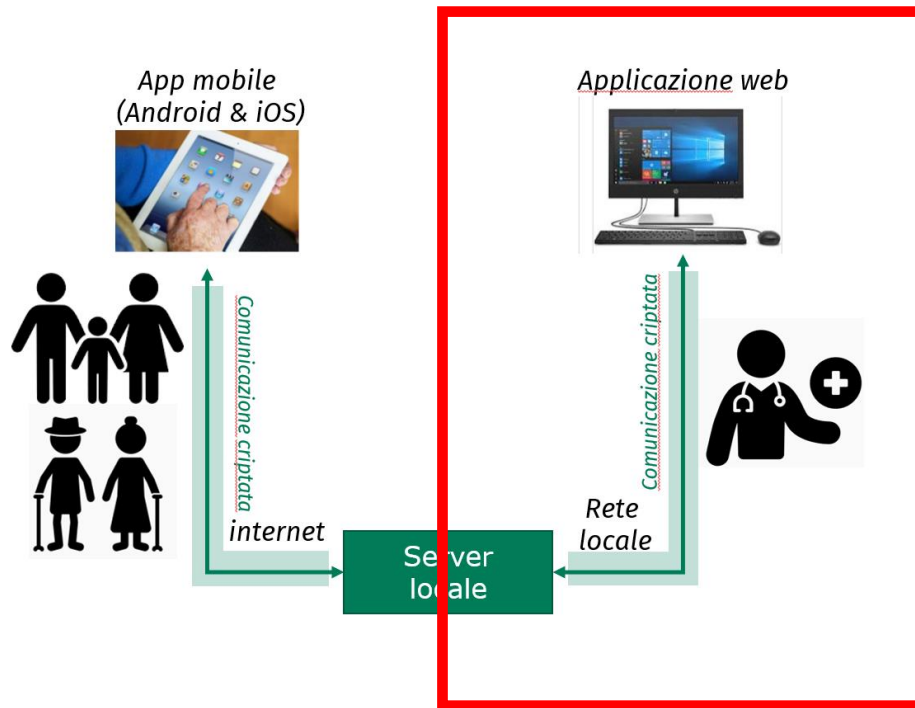 App mobile
(Android & iOS)
Applicazione web
Comunicazione criptata
Comunicazione criptata
internet
Rete
locale
Server
locale